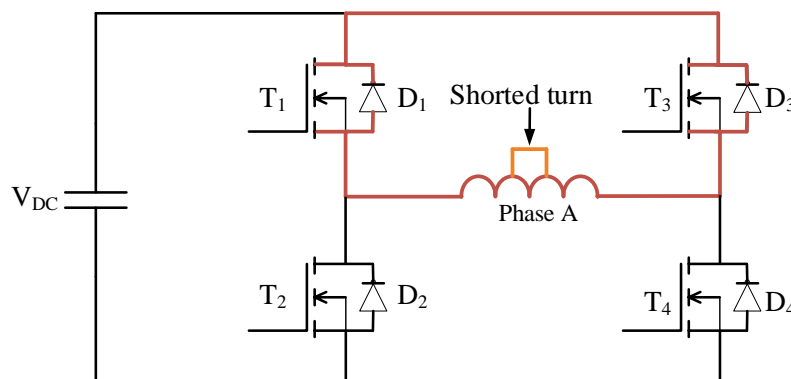 T1
D1
Shorted turn
T3
D3
VDC
Phase A
T2
D2
T4
D4